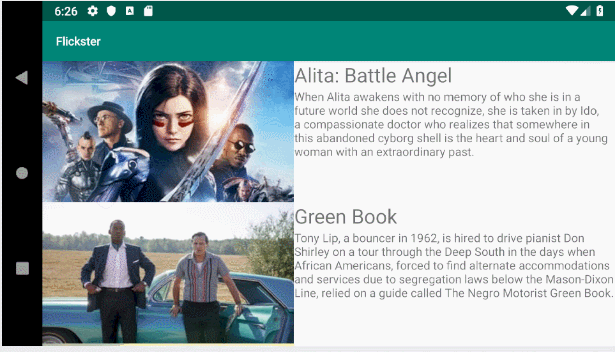 6:26
Flickster
Alita: Battle Angel
When Alita awakens with no memory of who she is in a
future world she does not recognize, she is taken in by Ido,
a compassionate doctor who realizes that somewhere in
this abandoned cyborg shell is the heart and soul of a young
woman with an extraordinary past.
Green Book
Tony Lip, a bouncer in 1962, is hired to drive pianist Don
Shirley on a tour through the Deep South in the days when
African Americans, forced to find alternate accommodations
and services due to segregation laws below the Mason-Dixon
Line, relied on a guide called The Negro Motorist Green Book.